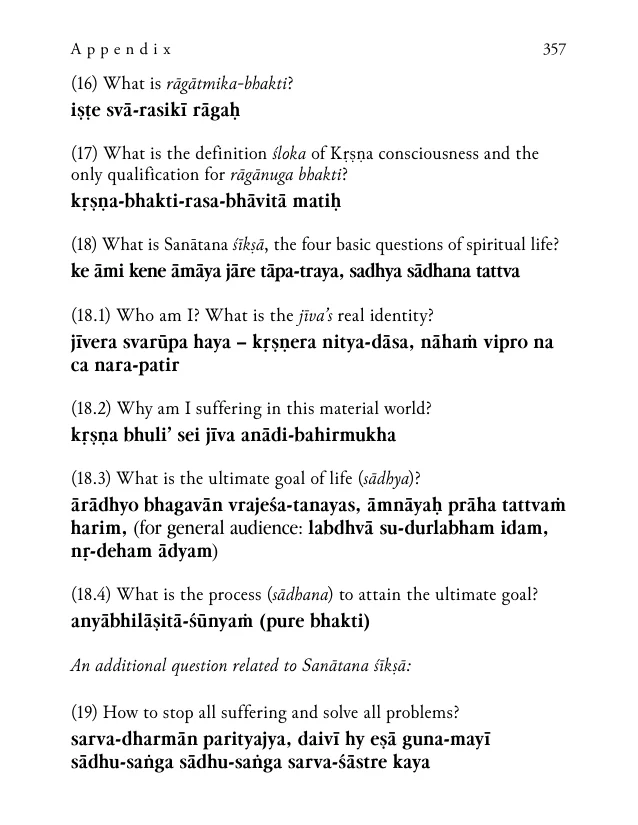 Appendix 357
(16) What is rāgātmika-bhakti?
iṣṭe svā-rasikī rāgaḥ
(17) What is the definition śloka of Kṛṣṇa consciousness and the
only qualification for rāgānuga bhakti?
kṛṣṇa-bhakti-rasa-bhāvitā matiḥ
(18) What is Sanātana śīkṣā, the four basic questions of spiritual life?
ke āmi kene āmāya jāre tāpa-traya, sadhya sādhana tattva
(18.1) Who am I? What is the jīva’s real identity?
jīvera svarūpa haya – kṛṣṇera nitya-dāsa, nāhaṁ vipro na
ca nara-patir
(18.2) Why am I suffering in this material world?
kṛṣṇa bhuli’ sei jīva anādi-bahirmukha
(18.3) What is the ultimate goal of life (sādhya)?
ārādhyo bhagavān vrajeśa-tanayas, āmnāyaḥ prāha tattvaṁ
harim, (for general audience: labdhvā su-durlabham idam,
nṛ-deham ādyam)
(18.4) What is the process (sādhana) to attain the ultimate goal?
anyābhilāṣitā-śūnyaṁ (pure bhakti)
An additional question related to Sanātana śīkṣā:
(19) How to stop all suffering and solve all problems?
sarva-dharmān parityajya, daivī hy eṣā guna-mayī
sādhu-saṅga sādhu-saṅga sarva-śāstre kaya